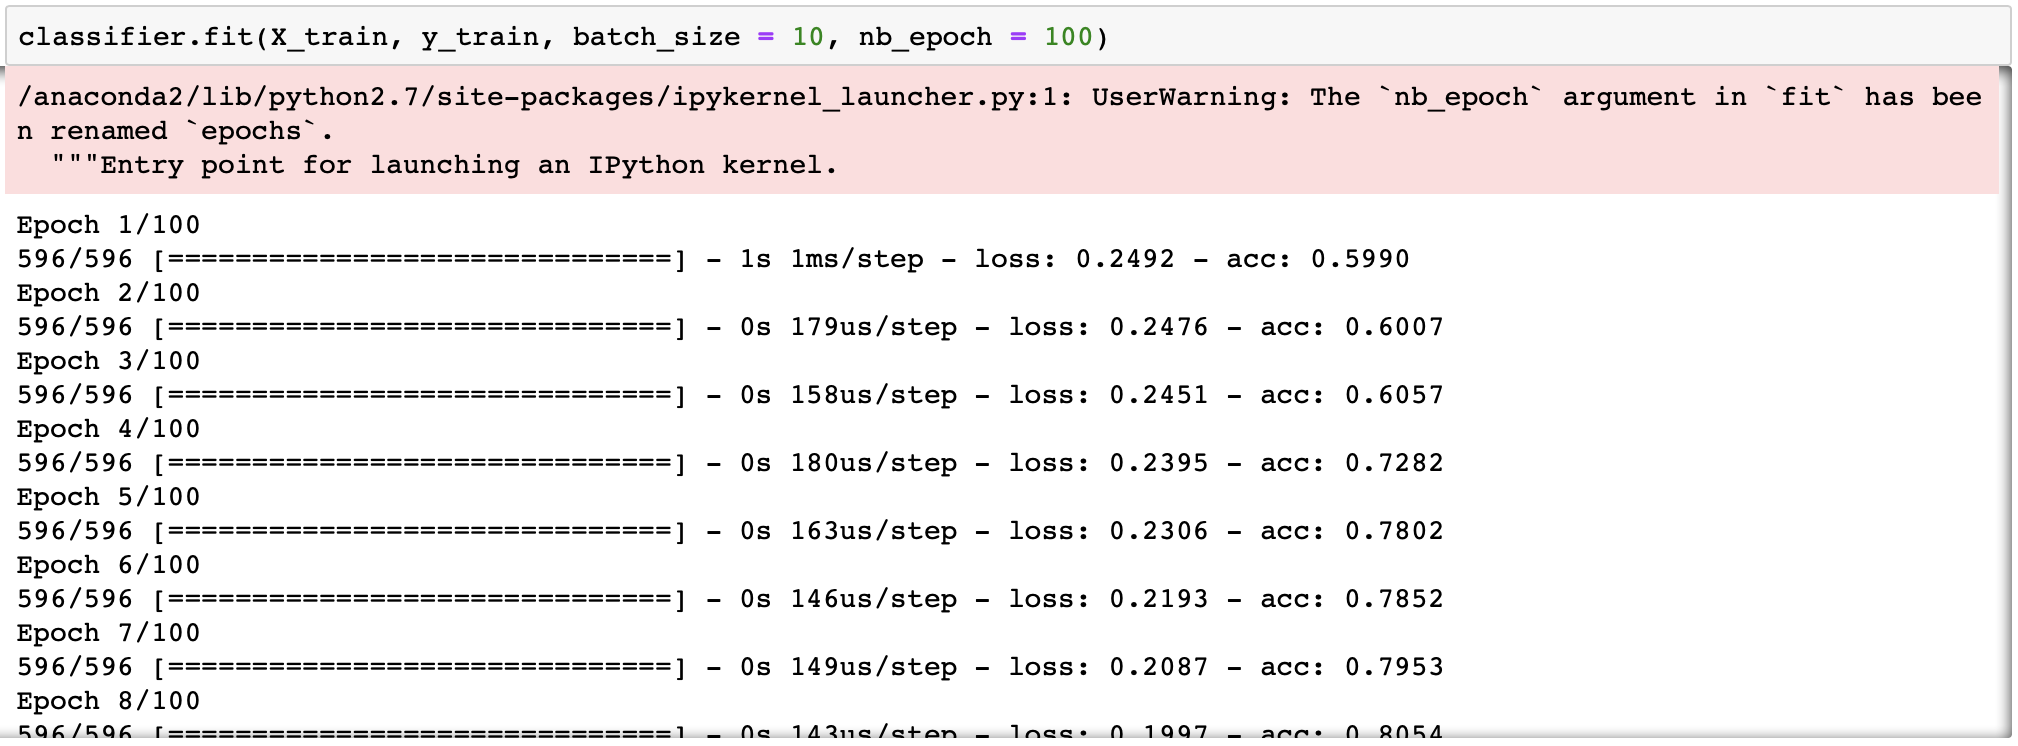 classifier.fit(X_train, y_train, batch_size = 10, nb_epoch = 100)
/anaconda2/lib/python2.7/site-packages/ipykernel_launcher.py:1: UserWarning: The `nb_epoch` argument in `fit` has bee
n renamed `epochs`.
  """Entry point for launching an IPython kernel.
Epoch 1/100
596/596 [==============================] - 1s 1ms/step - loss: 0.2492 - acc: 0.5990
Epoch 2/100
596/596 [==============================] - 0s 179us/step - loss: 0.2476 - acc: 0.6007
Epoch 3/100
596/596 [==============================] - 0s 158us/step - loss: 0.2451 - acc: 0.6057
Epoch 4/100
596/596 [==============================] - 0s 180us/step - loss: 0.2395 - acc: 0.7282
Epoch 5/100
596/596 [==============================] - 0s 163us/step - loss: 0.2306 - acc: 0.7802
Epoch 6/100
596/596 [==============================] - 0s 146us/step - loss: 0.2193 - acc: 0.7852
Epoch 7/100
596/596 [==============================] - 0s 149us/step - loss: 0.2087 - acc: 0.7953
Epoch 8/100
596/596 [==============================] - 0s 143us/step - loss: 0.1997 - acc: 0.8054